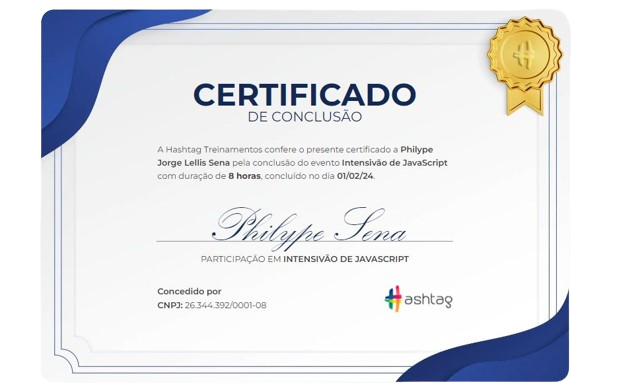 CERTIFICADO
DE CONCLUSÃO
A Hashtag Treinamentos confere o presente certificado a Philype
Jorge Lellis Sena pela conclusão do evento Intensivão de JavaScript
com duração de 8 horas, concluído no dia 01/02/24.
Philype Sena
PARTICIPAÇÃO EM INTENSIVÃO DE JAVASCRIPT
Concedido por
CNPJ: 26.344.392/0001-08
ashtag